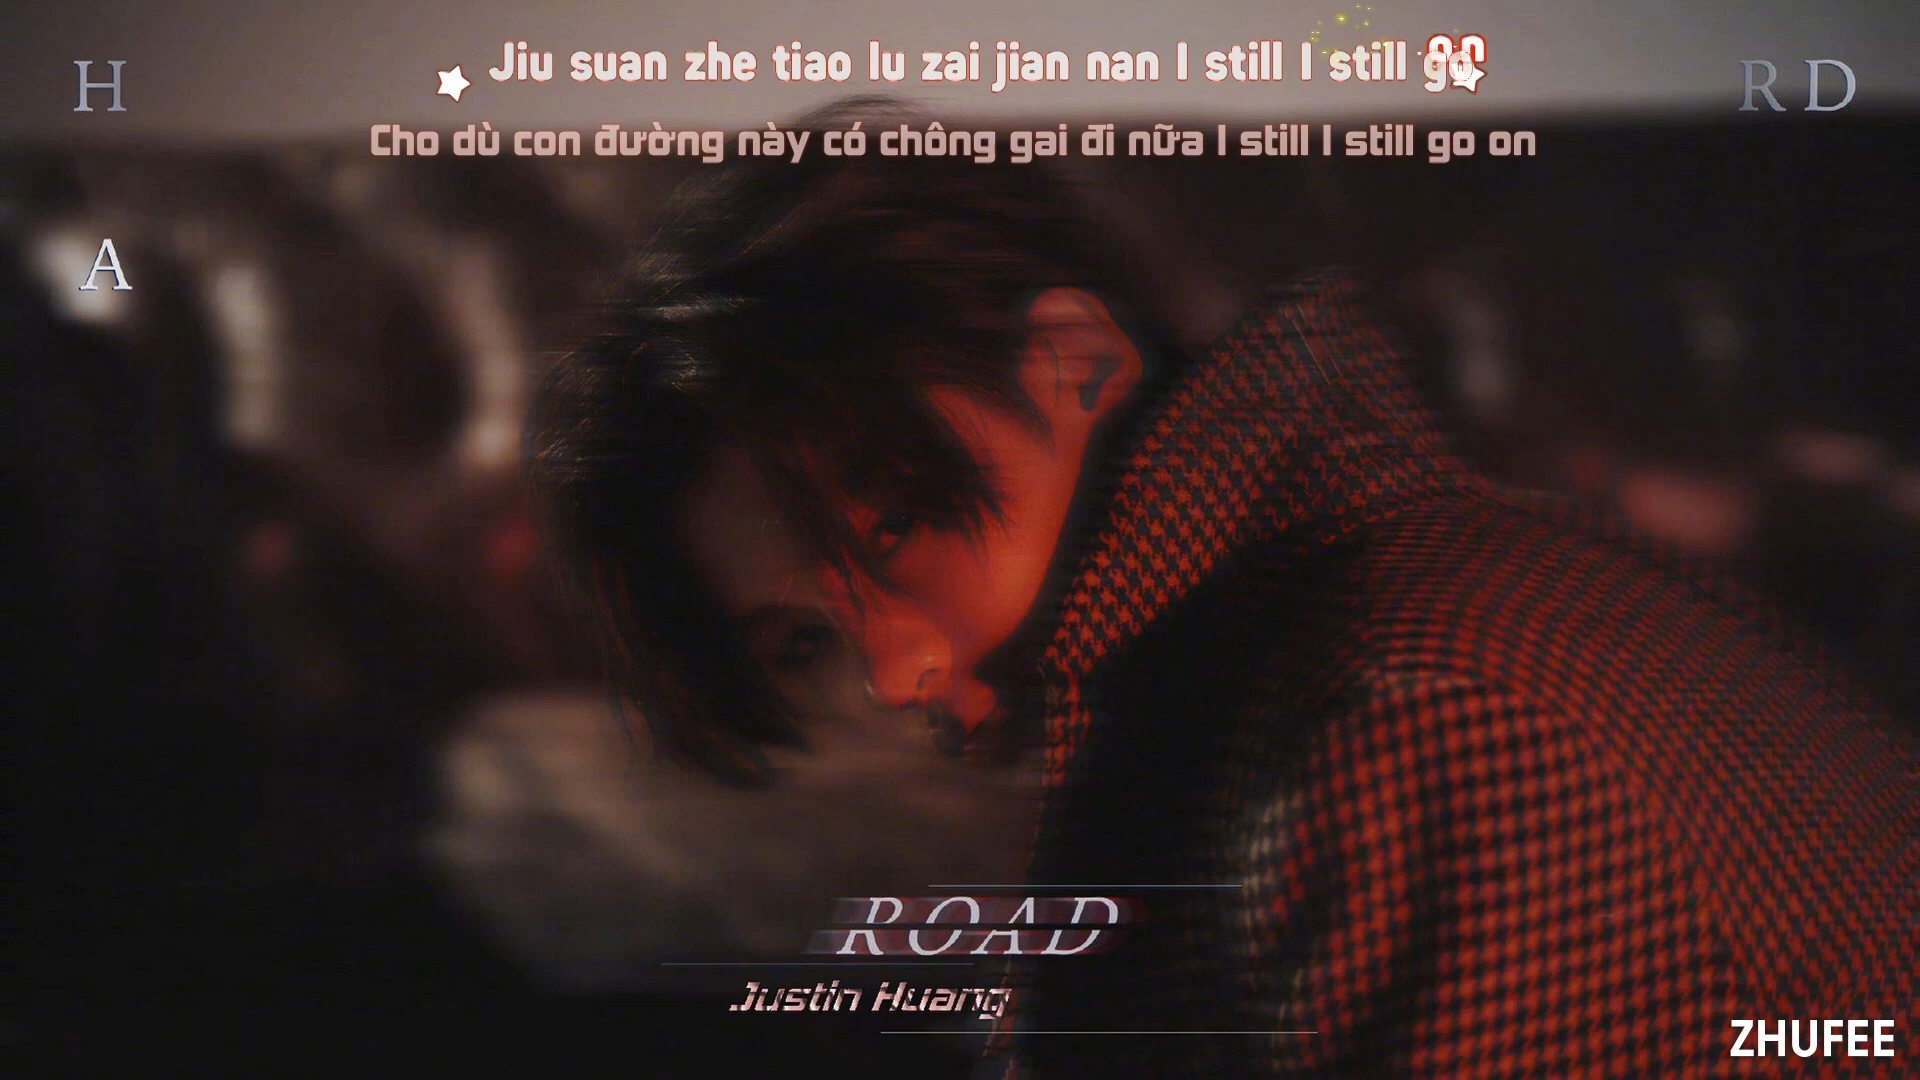 Jiu suan zhe tiao lu zai jian nan I still I still go on
Cho dù con đường này có chông gai đi nữa I still I still go on
H
A
R D
ROAD
Justin Huang
ZHUFEE